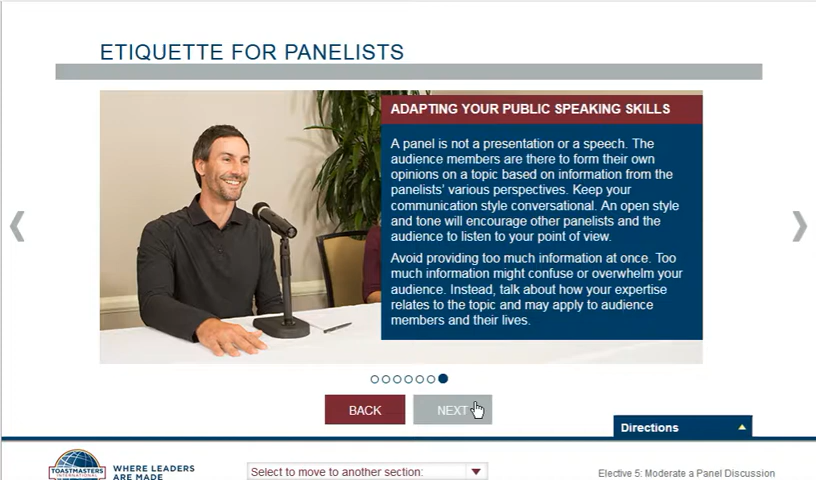 ETIQUETTE FOR PANELISTS
ADAPTING YOUR PUBLIC SPEAKING SKILLS
A panel is not a presentation or a speech. The
audience members are there to form their own
opinions on a topic based on information from the
panelists' various perspectives. Keep your
communication style conversational. An open style
and tone will encourage other panelists and the
audience to listen to your point of view.
Avoid providing too much information at once. Too
much information might confuse or overwhelm your
audience. Instead, talk about how your expertise
relates to the topic and may apply to audience
members and their lives.
BACK
NEXT
Directions
TOASTMASTERS
INTERNATIONAL
WHERE LEADERS
ARE MADE
Select to move to another section:
Elective 5: Moderate a Panel Discussion